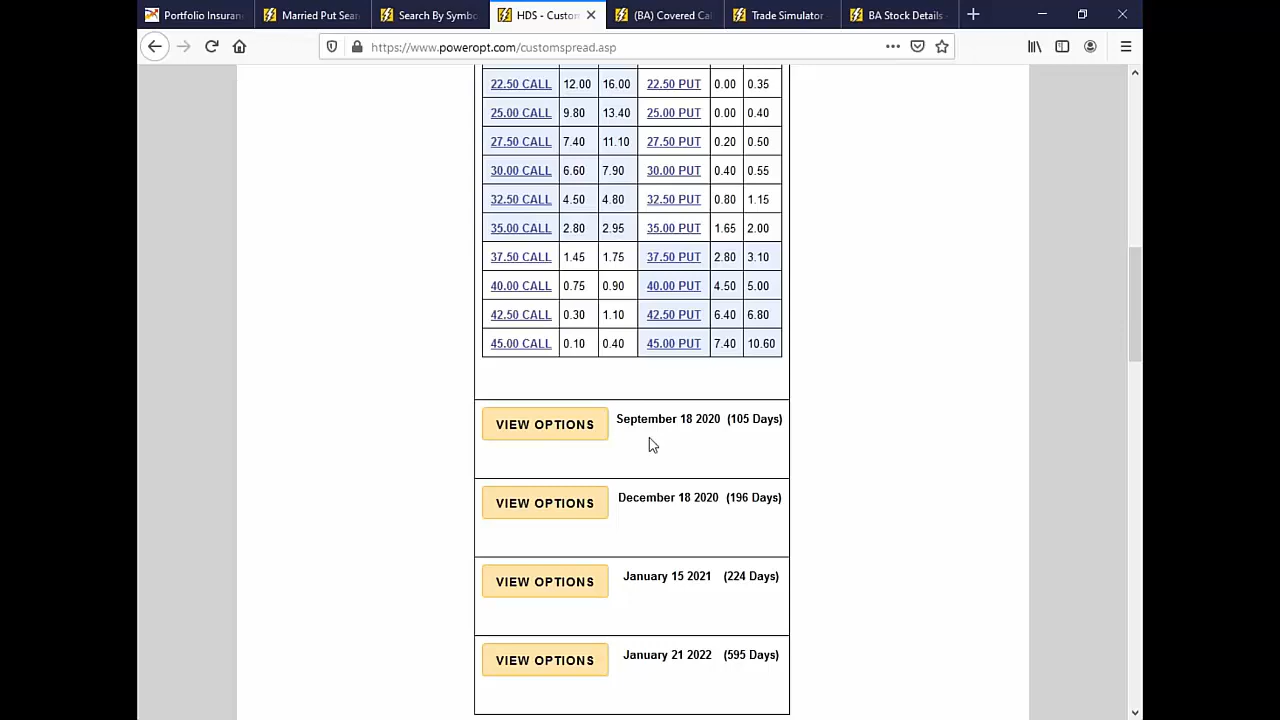 Portfolio Insuran
Married Put Sear
Search By Symbo
HDS - Custom
(BA) Covered Cal
Trade Simulator -
BA Stock Details -
https://www.poweropt.com/customspread.asp
22.50 CALL 12.00 16.00 22.50 PUT 0.00 0.35
25.00 CALL 9.80 13.40 25.00 PUT 0.00 0.40
27.50 CALL 7.40 11.10 27.50 PUT 0.20 0.50
30.00 CALL 6.60 7.90 30.00 PUT 0.40 0.55
32.50 CALL 4.50 4.80 32.50 PUT 0.80 1.15
35.00 CALL 2.80 2.95 35.00 PUT 1.65 2.00
37.50 CALL 1.45 1.75 37.50 PUT 2.80 3.10
40.00 CALL 0.75 0.90 40.00 PUT 4.50 5.00
42.50 CALL 0.30 1.10 42.50 PUT 6.40 6.80
45.00 CALL 0.10 0.40 45.00 PUT 7.40 10.60
VIEW OPTIONS September 18 2020 (105 Days)
VIEW OPTIONS December 18 2020 (196 Days)
VIEW OPTIONS January 15 2021 (224 Days)
VIEW OPTIONS January 21 2022 (595 Days)